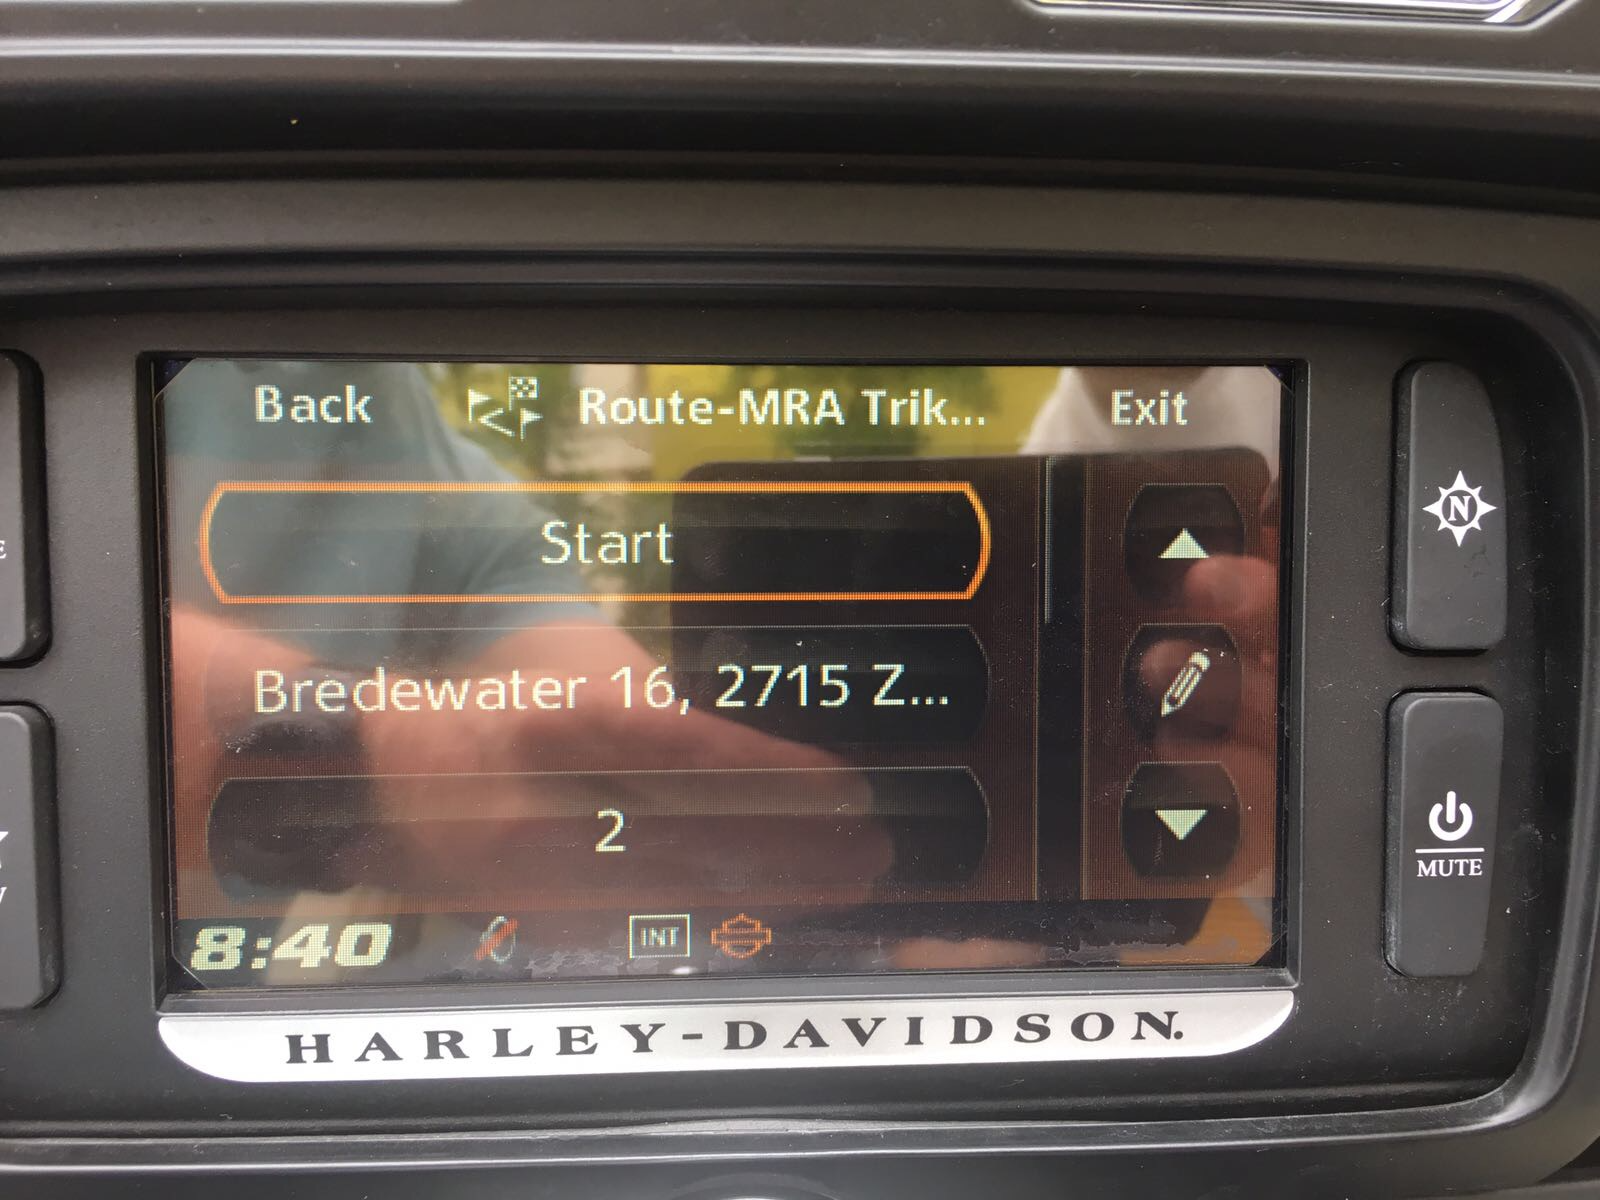 Back Route-MRA Trik... Exit
Start
Bredewater 16, 2715 Z...
2
8:40 INT
N
MUTE
HARLEY-DAVIDSON.